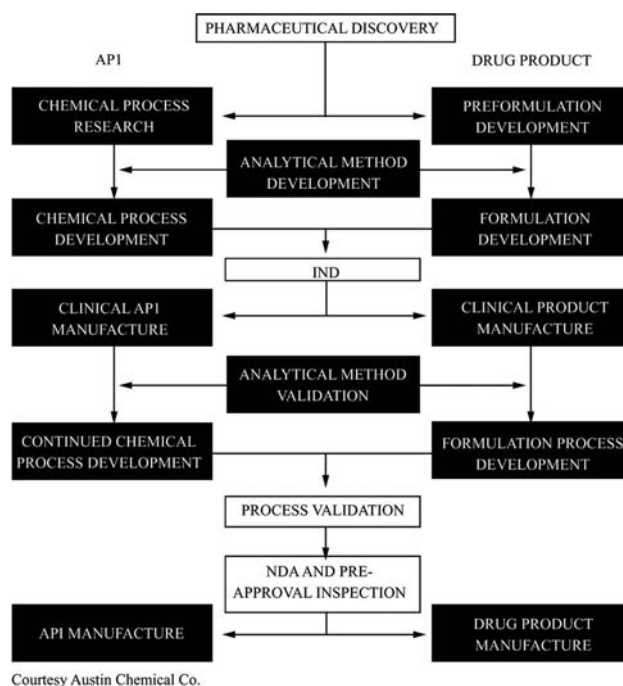 PHARMACEUTICAL DISCOVERY
AP1
DRUG PRODUCT
CHEMICAL PROCESS
RESEARCH
PREFORMULATION
DEVELOPMENT
ANALYTICAL METHOD
DEVELOPMENT
CHEMICAL PROCESS
DEVELOPMENT
FORMULATION
DEVELOPMENT
IND
CLINICAL AP1
MANUFACTURE
CLINICAL PRODUCT
MANUFACTURE
ANALYTICAL METHOD
VALIDATION
CONTINUED CHEMICAL
PROCESS DEVELOPMENT
FORMULATION PROCESS
DEVELOPMENT
PROCESS VALIDATION
NDA AND PRE-
APPROVAL INSPECTION
API MANUFACTURE
DRUG PRODUCT
MANUFACTURE
Courtesy Austin Chemical Co.